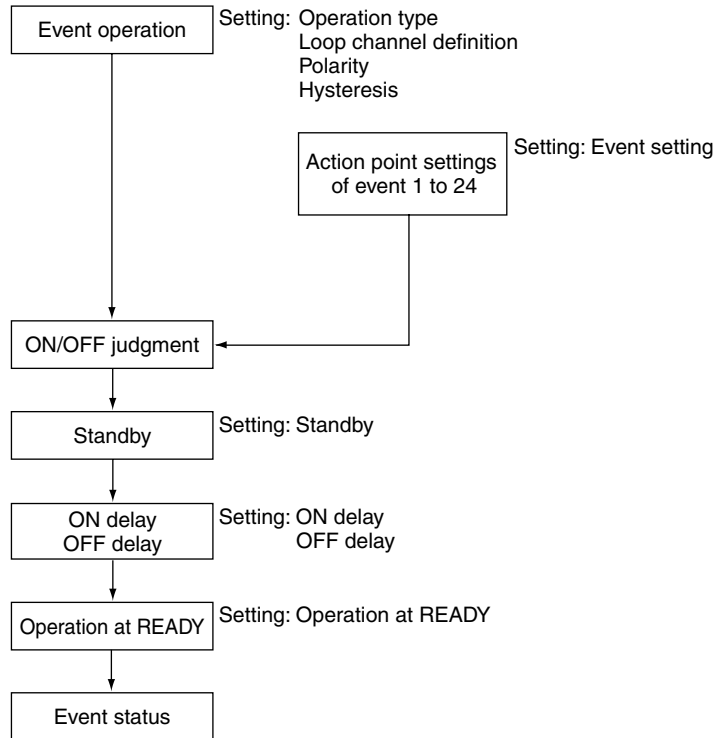 Event operation
Setting: Operation type
Loop channel definition
Polarity
Hysteresis
Action point settings
of event 1 to 24
Setting: Event setting
ON/OFF judgment
Standby
Setting: Standby
ON delay
OFF delay
Setting: ON delay
OFF delay
Operation at READY
Setting: Operation at READY
Event status